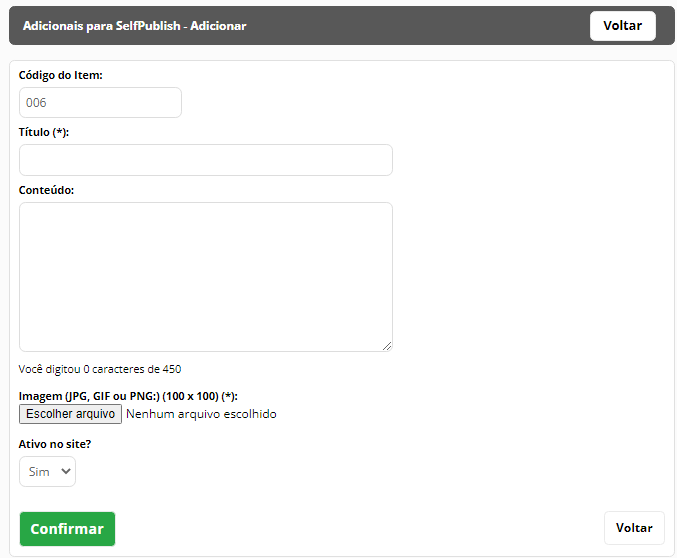 Adicionais para SelfPublish - Adicionar
Voltar
Código do Item:
006
Título (*):
Conteúdo:
Você digitou 0 caracteres de 450
Imagem (JPG, GIF ou PNG:) (100 x 100) (*):
Escolher arquivo Nenhum arquivo escolhido
Ativo no site?
Sim
Confirmar
Voltar